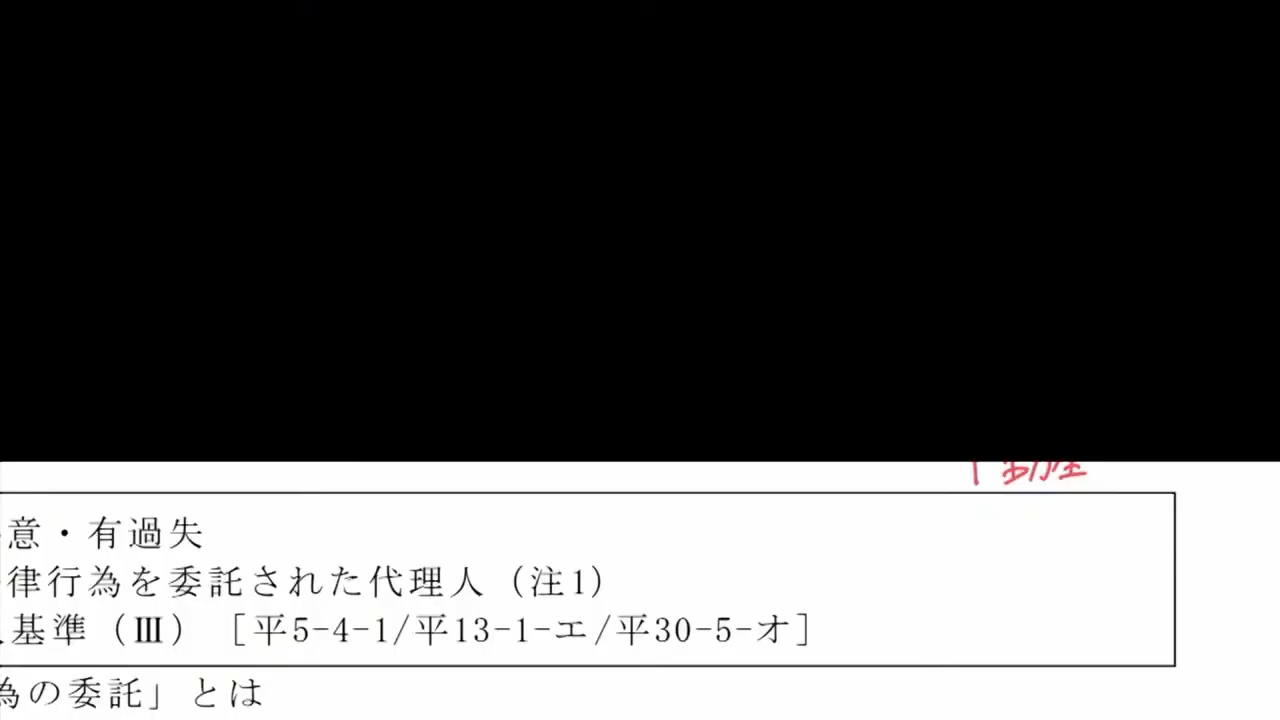 意・有過失
律行為を委託された代理人（注1）
基準（Ⅲ）［平5-4-1/平13-1-エ/平30-5-オ］
為の委託」とは